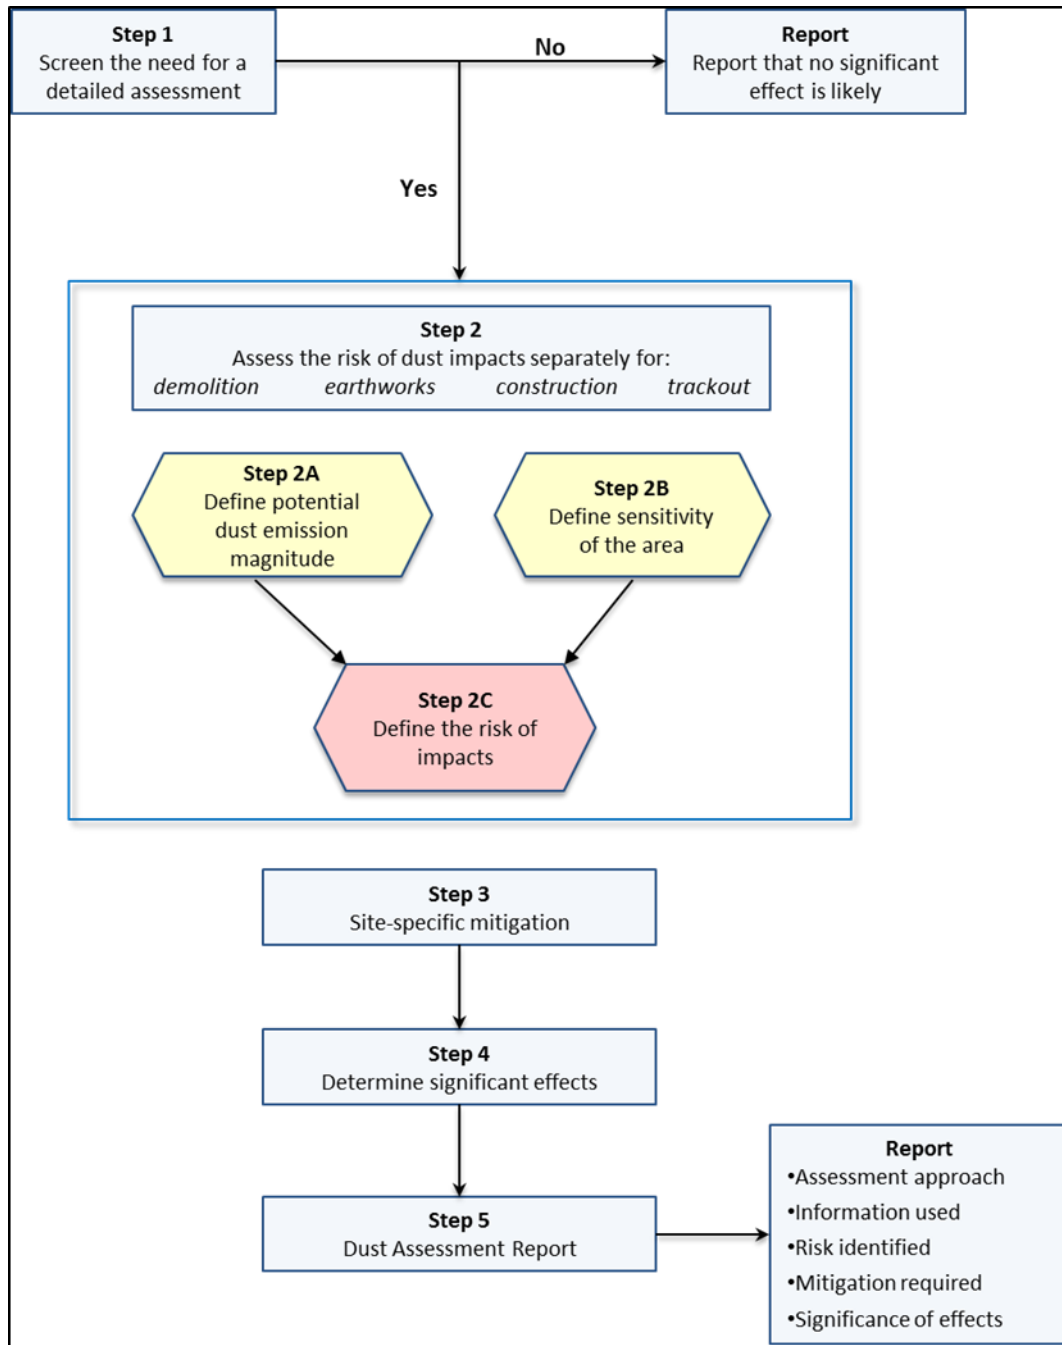 Step 1
Screen the need for a
detailed assessment
No
Report
Report that no significant
effect is likely
Yes
Step 2
Assess the risk of dust impacts separately for:
demolition earthworks construction trackout
Step 2A
Define potential
dust emission
magnitude
Step 2B
Define sensitivity
of the area
Step 2C
Define the risk of
impacts
Step 3
Site-specific mitigation
Step 4
Determine significant effects
Step 5
Dust Assessment Report
Report
•Assessment approach
•Information used
•Risk identified
•Mitigation required
•Significance of effects